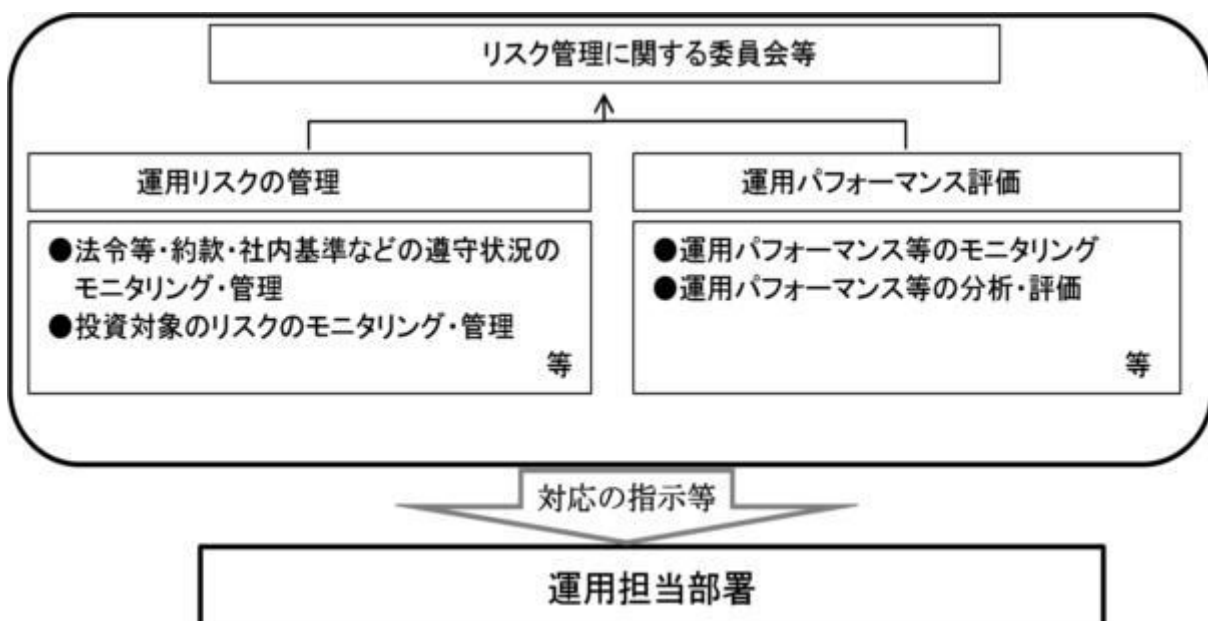 リスク管理に関する委員会等
運用リスクの管理
●法令等・約款・社内基準などの遵守状況の
モニタリング・管理
●投資対象のリスクのモニタリング・管理
等
運用パフォーマンス評価
●運用パフォーマンス等のモニタリング
●運用パフォーマンス等の分析・評価
等
対応の指示等
運用担当部署